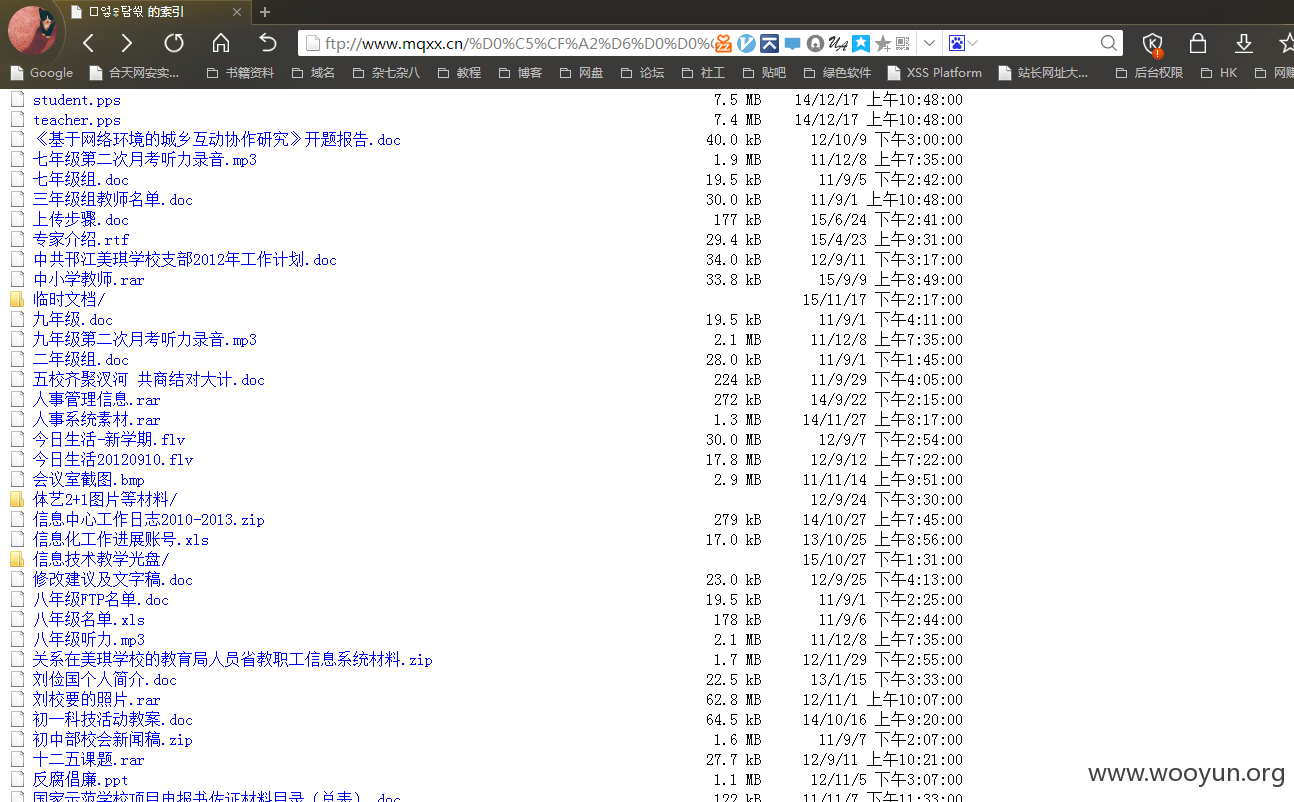 口엉우탐쉯 的索引
ftp://www.mqxx.cn/%D0%C5%CF%A2%D6%D0%D0%
Google 合天网安实... 书籍资料 域名 杂七杂八 教程 博客 网盘 论坛 社工 贴吧 绿色软件 XSS Platform 站长网址大... 后台权限 HK 网赚
student.pps 7.5 MB 14/12/17 上午10:48:00
teacher.pps 7.4 MB 14/12/17 上午10:48:00
《基于网络环境的城乡互动协作研究》开题报告.doc 40.0 kB 12/10/9 下午3:00:00
七年级第二次月考听力录音.mp3 1.9 MB 11/12/8 上午7:35:00
七年级组.doc 19.5 kB 11/9/5 下午2:42:00
三年级组教师名单.doc 30.0 kB 11/9/1 上午10:48:00
上传步骤.doc 177 kB 15/6/24 下午2:41:00
专家介绍.rtf 29.4 kB 15/4/23 上午9:31:00
中共邗江美琪学校支部2012年工作计划.doc 34.0 kB 12/9/11 下午3:17:00
中小学教师.rar 33.8 kB 15/9/9 上午8:49:00
临时文档/ 15/11/17 下午2:17:00
九年级.doc 19.5 kB 11/9/1 下午4:11:00
九年级第二次月考听力录音.mp3 2.1 MB 11/12/8 上午7:35:00
二年级组.doc 28.0 kB 11/9/1 下午1:45:00
五校齐聚汊河 共商结对大计.doc 224 kB 11/9/29 下午4:05:00
人事管理信息.rar 272 kB 14/9/22 下午2:15:00
人事系统素材.rar 1.3 MB 14/11/27 上午8:17:00
今日生活-新学期.flv 30.0 MB 12/9/7 下午2:54:00
今日生活20120910.flv 17.8 MB 12/9/12 上午7:22:00
会议室截图.bmp 2.9 MB 11/11/14 上午9:51:00
体艺2+1图片等材料/ 12/9/24 下午3:30:00
信息中心工作日志2010-2013.zip 279 kB 14/10/27 上午7:45:00
信息化工作进展账号.xls 17.0 kB 13/10/25 上午8:56:00
信息技术教学光盘/ 15/10/27 下午1:31:00
修改建议及文字稿.doc 23.0 kB 12/9/25 下午4:13:00
八年级FTP名单.doc 19.5 kB 11/9/1 下午2:25:00
八年级名单.xls 178 kB 11/9/6 下午2:44:00
八年级听力.mp3 2.1 MB 11/12/8 上午7:35:00
关系在美琪学校的教育局人员省教职工信息系统材料.zip 1.7 MB 12/11/29 下午2:55:00
刘俭国个人简介.doc 22.5 kB 13/1/15 下午3:33:00
刘校要的照片.rar 62.8 MB 12/11/1 上午10:07:00
初一科技活动教案.doc 64.5 kB 14/10/16 上午9:20:00
初中部校会新闻稿.zip 1.6 MB 11/9/7 下午2:07:00
十二五课题.rar 27.7 kB 12/9/11 上午10:21:00
反腐倡廉.ppt 1.1 MB 12/11/5 下午3:07:00
国家示范学校项目申报书佐证材料目录（总表）.doc 122 kB 11/11/7 上午11:33:00
www.wooyun.org